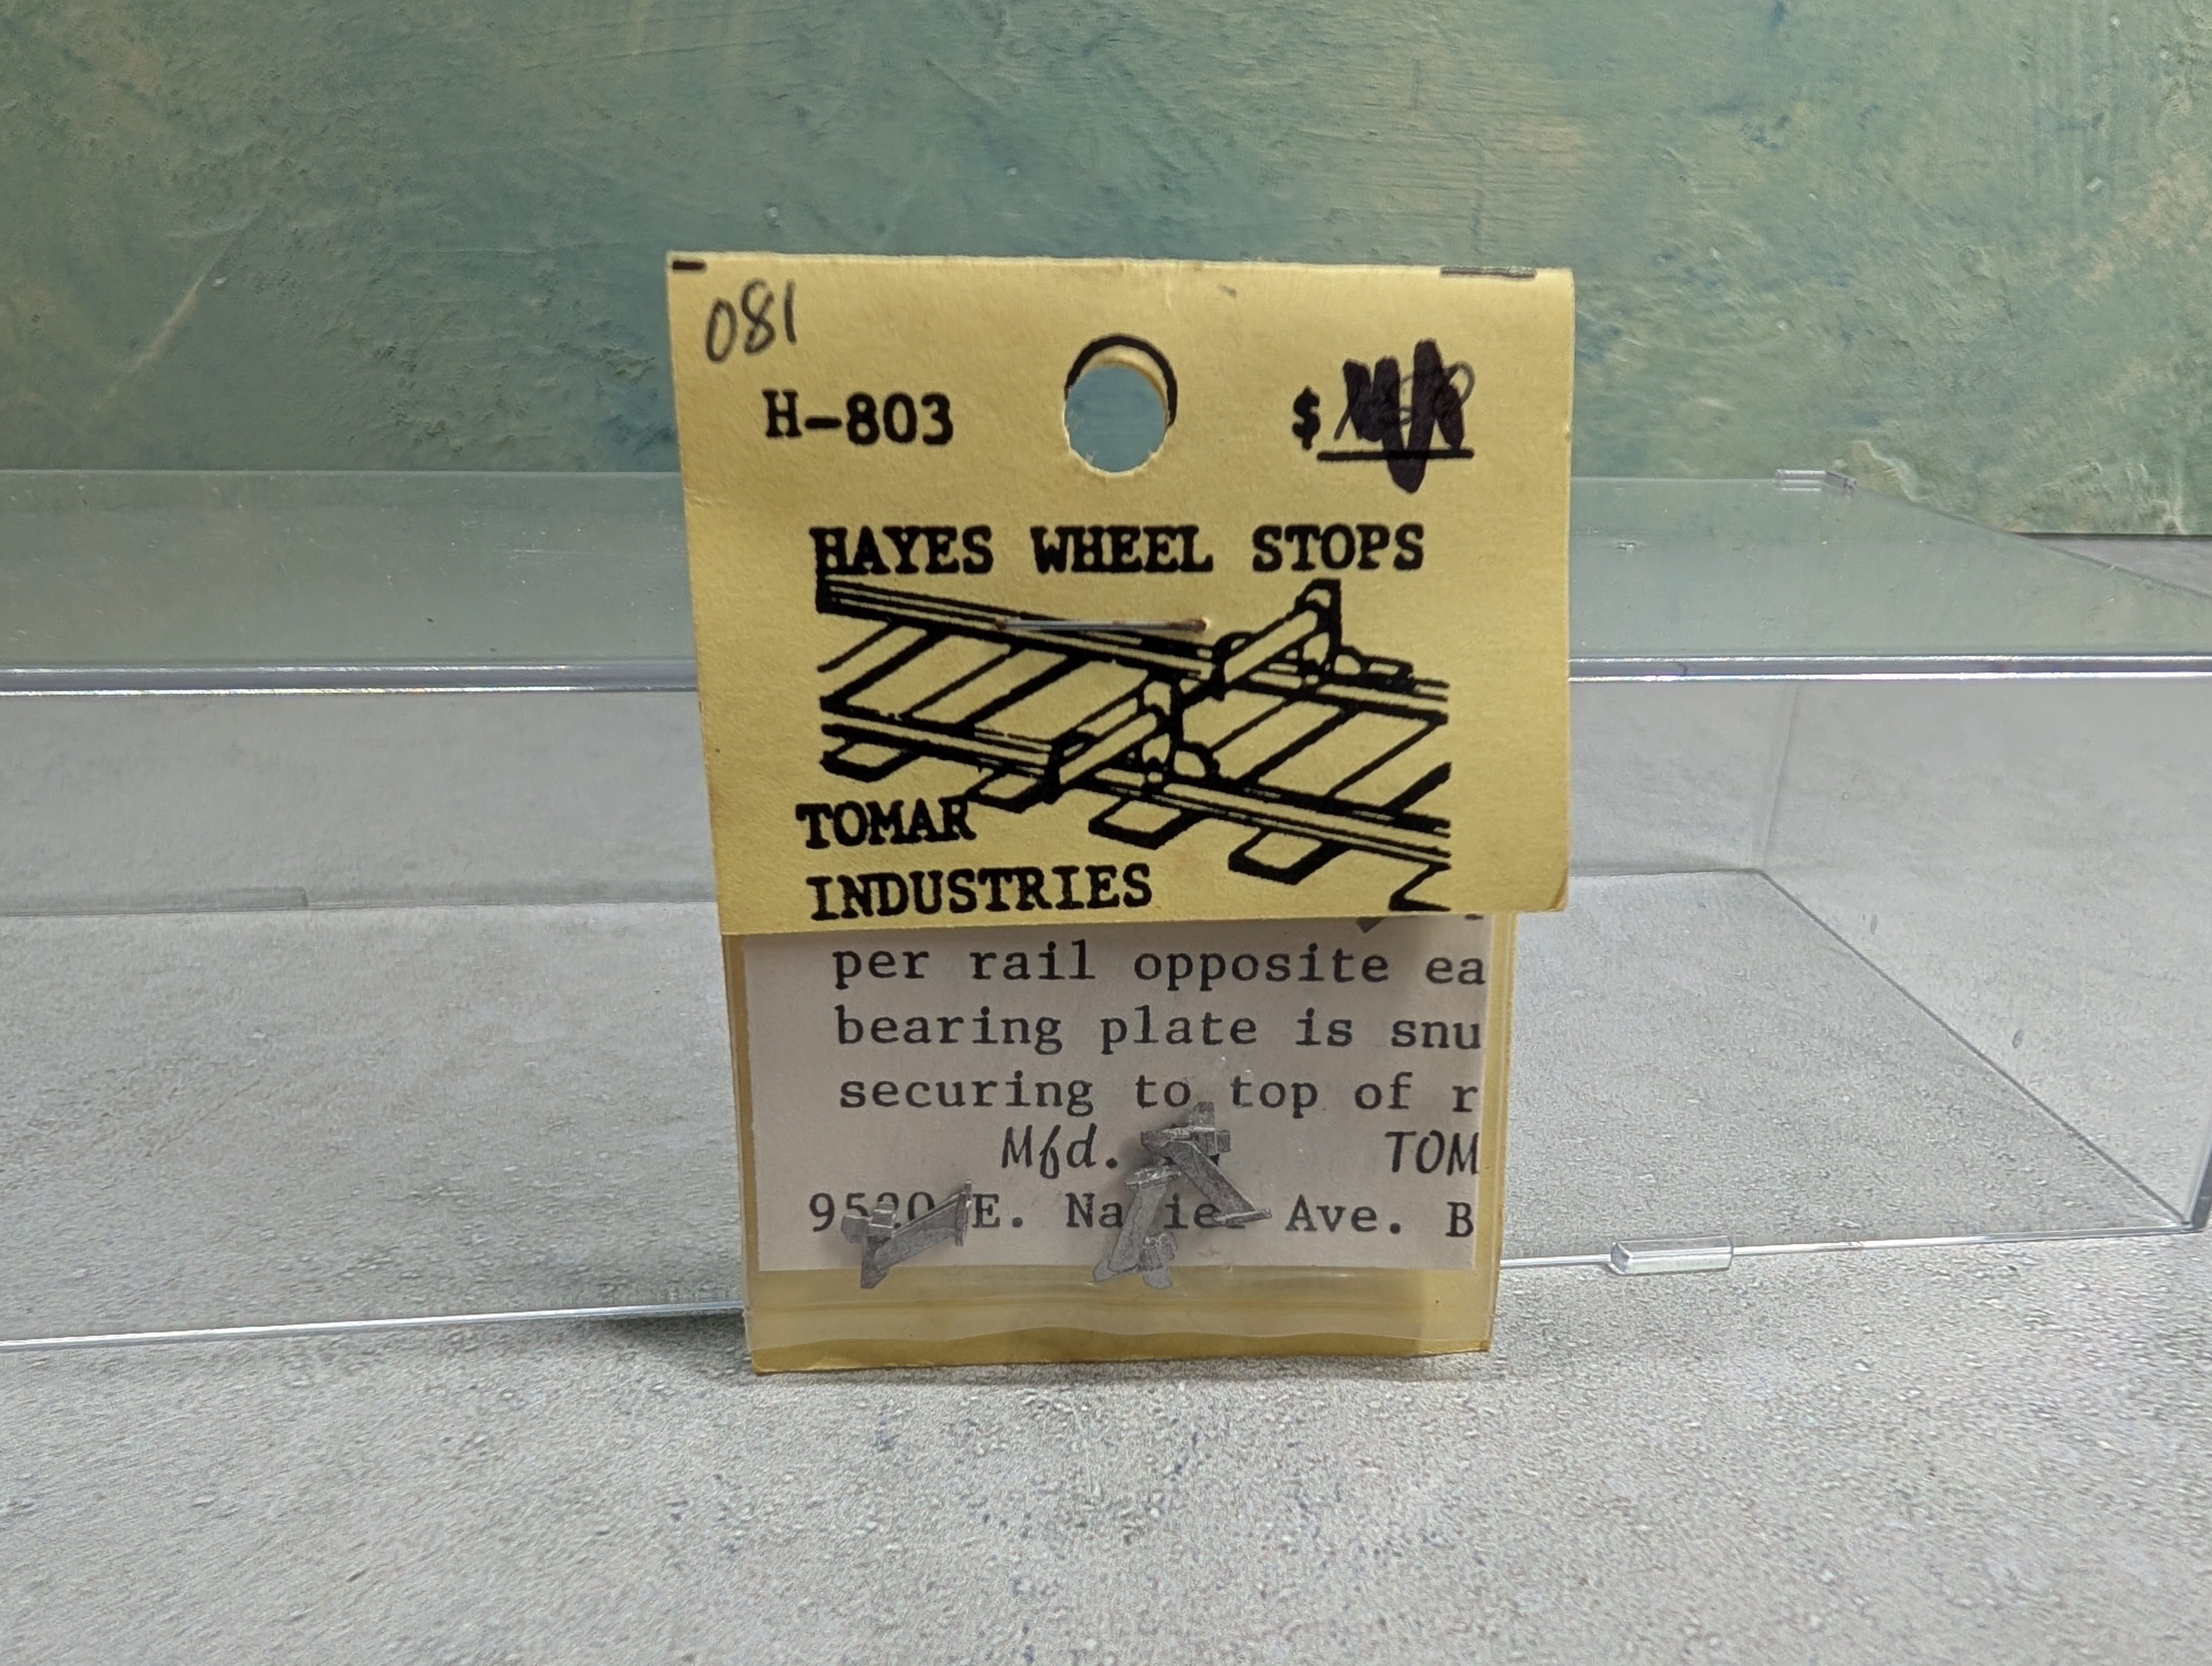 081
H-803 $
HAYES WHEEL STOPS
TOMAR
INDUSTRIES
per rail opposite ea
bearing plate is snu
securing to top of r
Mfd. TOM
E. Ave. B